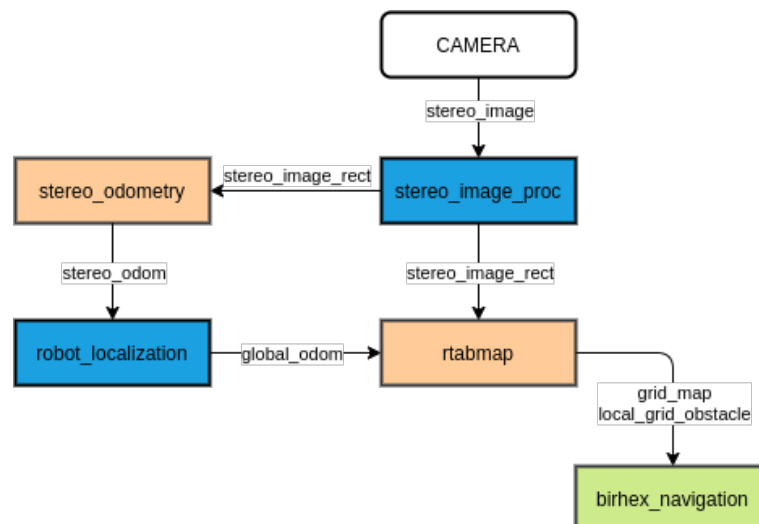 CAMERA
stereo_image
stereo_image_rect
stereo_odometry
stereo_image_proc
stereo_odom
stereo_image_rect
robot_localization
global_odom
rtabmap
grid_map
local_grid_obstacle
birhex_navigation